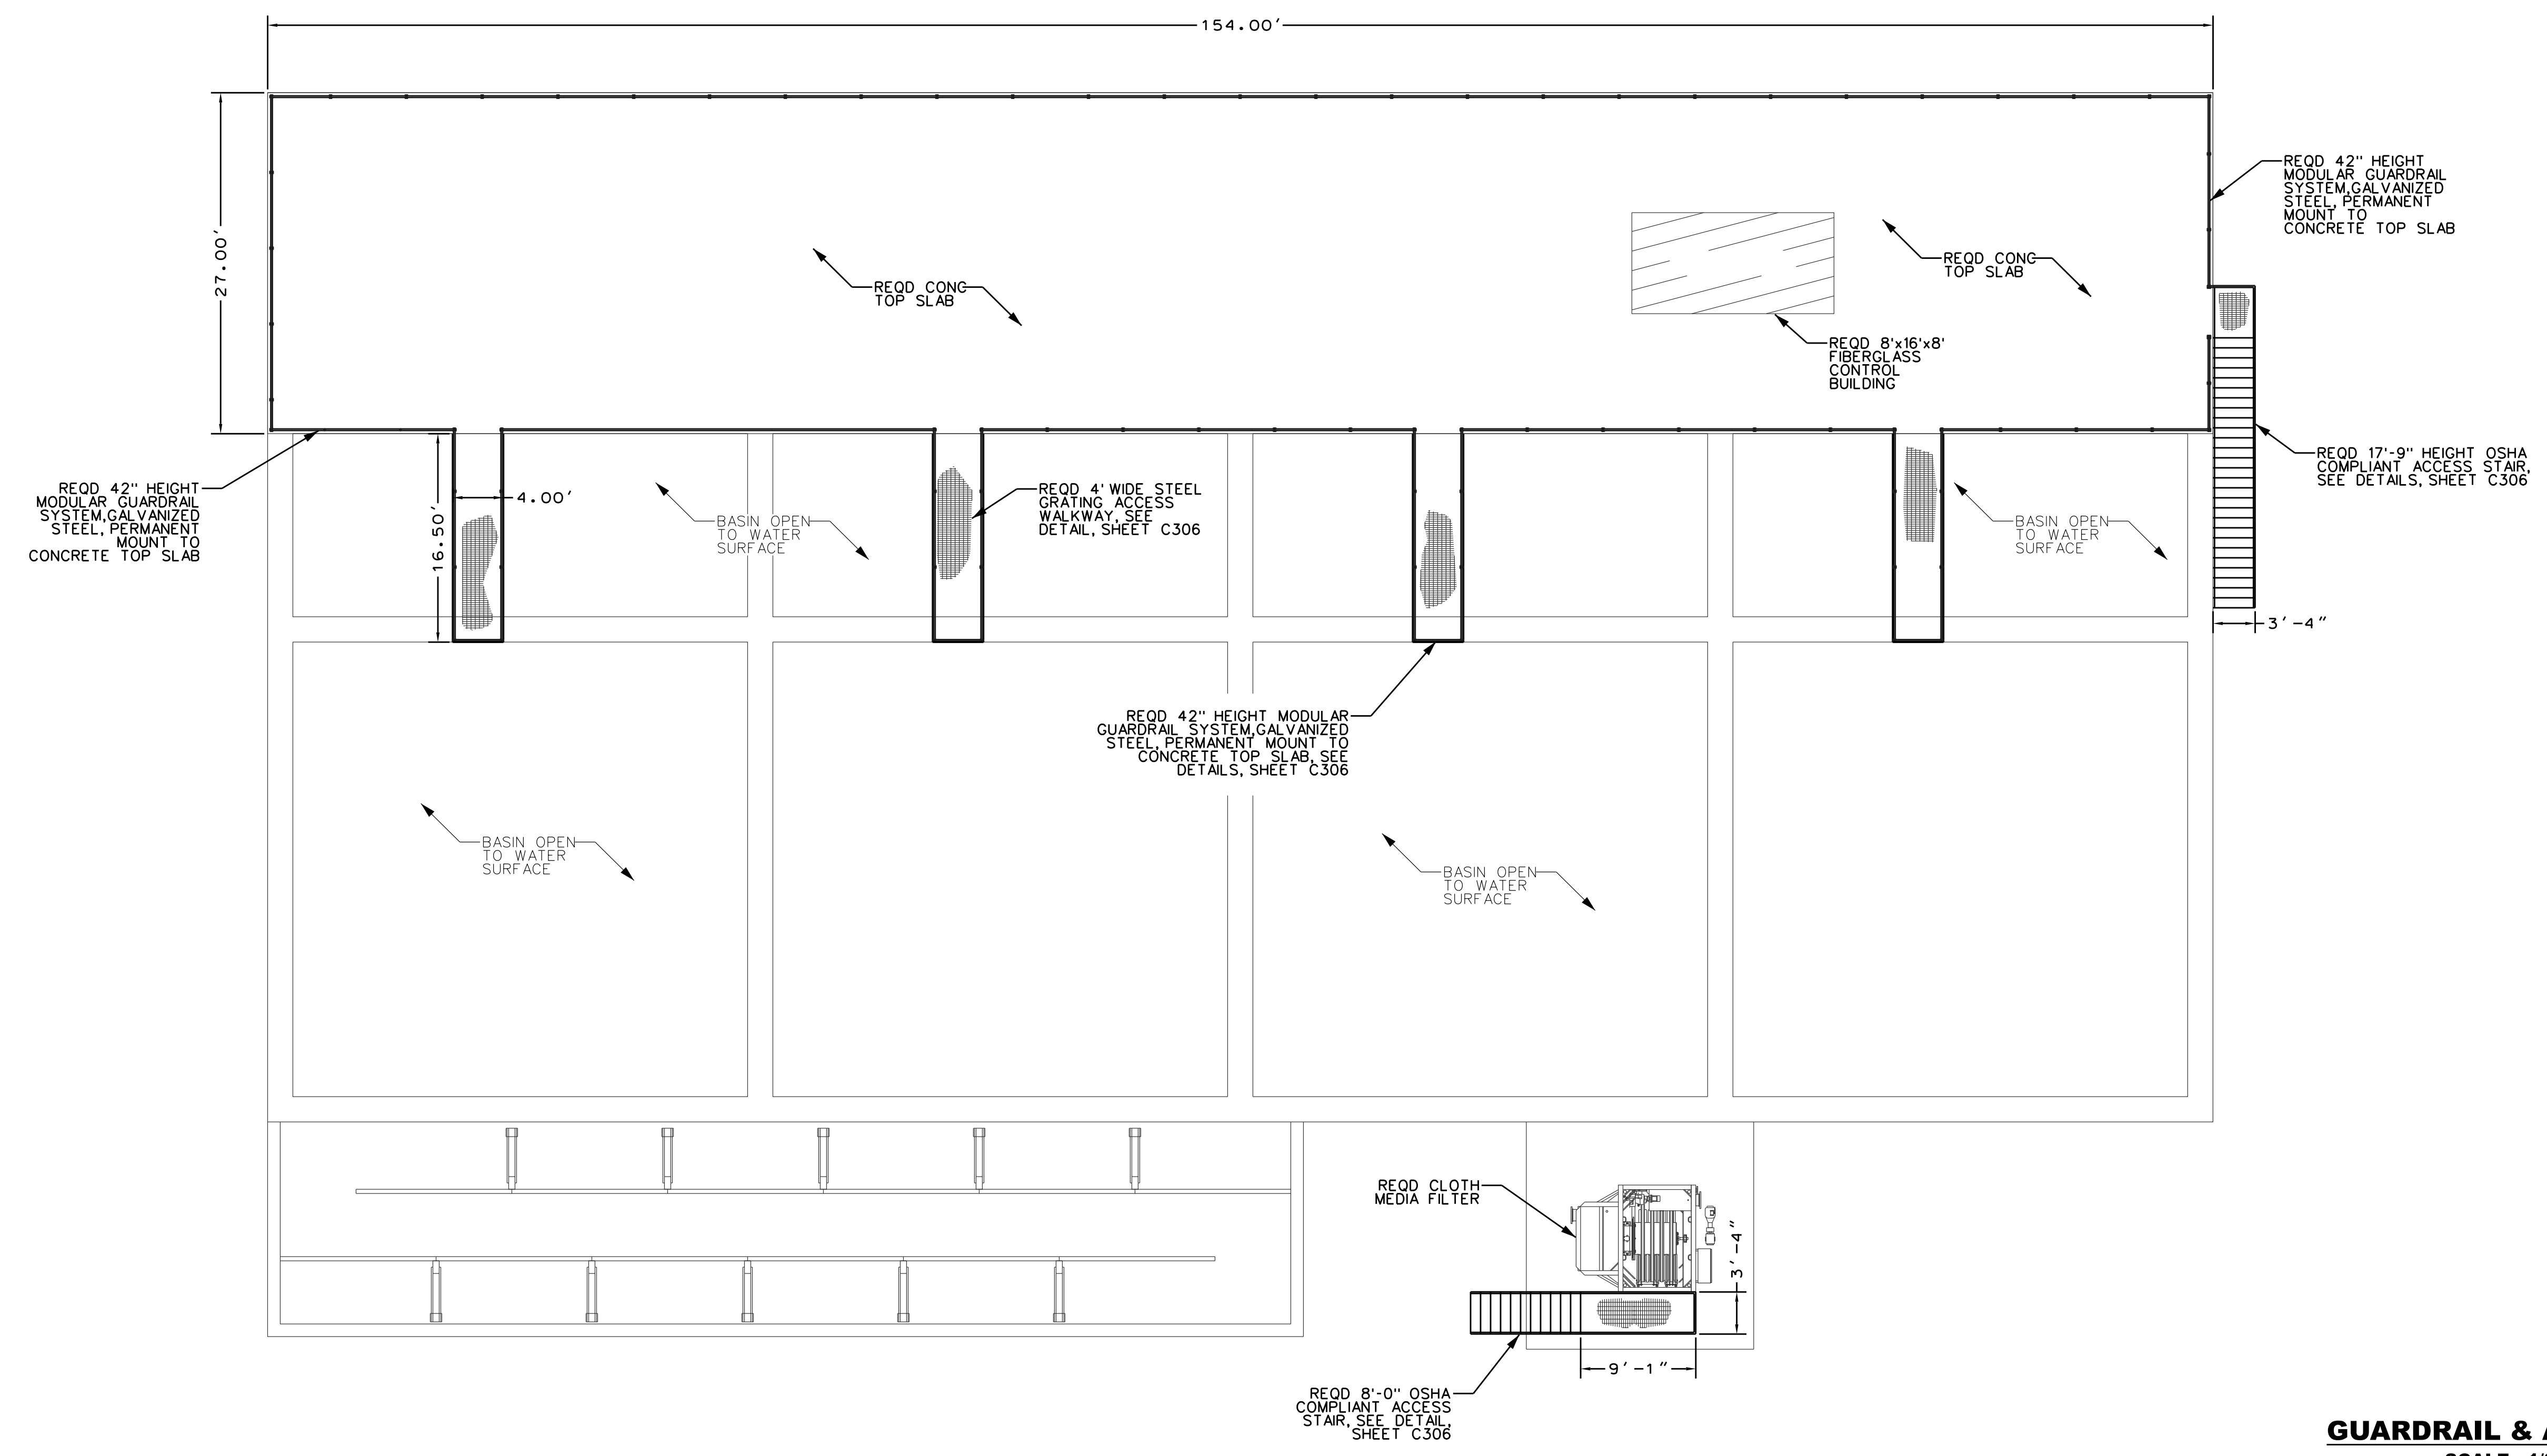 154.00'
27.00'
REQD 42" HEIGHT
MODULAR GUARDRAIL
SYSTEM,GALVANIZED
STEEL, PERMANENT
MOUNT TO
CONCRETE TOP SLAB
REQD CONC
TOP SLAB
REQD CONC
TOP SLAB
REQD 8'x16'x8'
FIBERGLASS
CONTROL
BUILDING
REQD 17'-9" HEIGHT OSHA
COMPLIANT ACCESS STAIR,
SEE DETAILS, SHEET C306
REQD 42" HEIGHT
MODULAR GUARDRAIL
SYSTEM,GALVANIZED
STEEL, PERMANENT
MOUNT TO
CONCRETE TOP SLAB
16.50'
4.00'
BASIN OPEN
TO WATER
SURFACE
REQD 4' WIDE STEEL
GRATING ACCESS
WALKWAY, SEE
DETAIL, SHEET C306
BASIN OPEN
TO WATER
SURFACE
3'-4"
REQD 42" HEIGHT MODULAR
GUARDRAIL SYSTEM,GALVANIZED
STEEL, PERMANENT MOUNT TO
CONCRETE TOP SLAB, SEE
DETAILS, SHEET C306
BASIN OPEN
TO WATER
SURFACE
BASIN OPEN
TO WATER
SURFACE
REQD CLOTH
MEDIA FILTER
3'-4"
9'-1"
REQD 8'-0" OSHA
COMPLIANT ACCESS
STAIR, SEE DETAIL,
SHEET C306
GUARDRAIL &